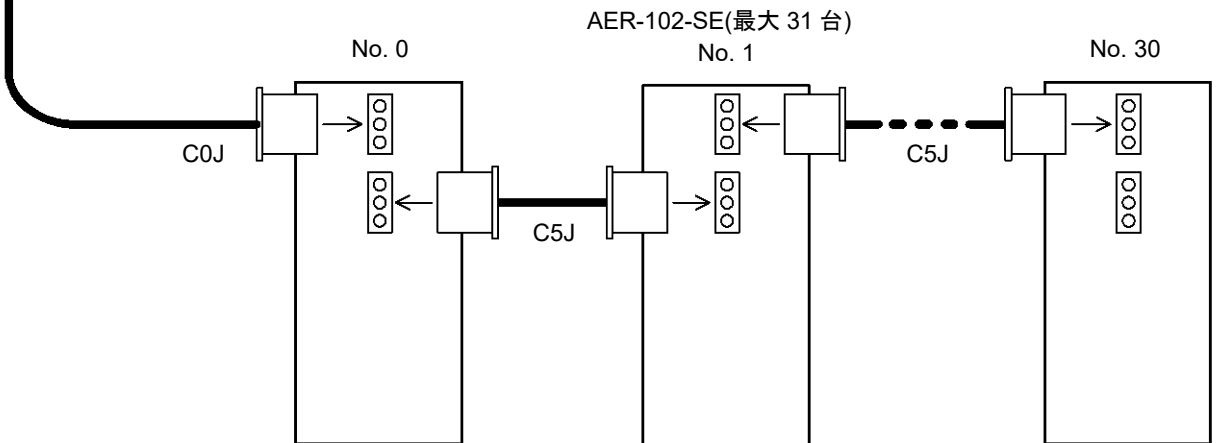 AER-102-SE(最大 31 台)
No. 0
No. 1
No. 30
C0J
C5J
C5J